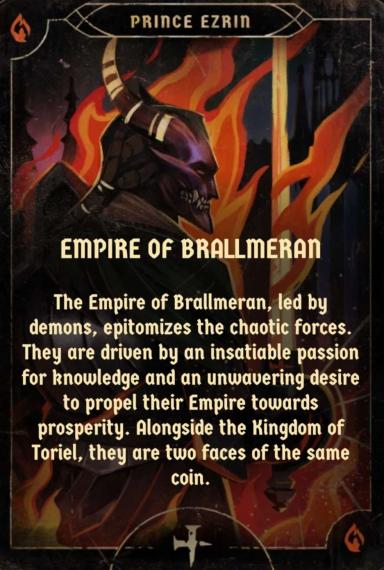 PRINCE EZRIN
EMPIRE OF BRALLMERAN
The Empire of Brallmeran, led by
demons, epitomizes the chaotic forces.
They are driven by an insatiable passion
for knowledge and an unwavering desire
to propel their Empire towards
prosperity. Alongside the Kingdom of
Toriel, they are two faces of the same
coin.